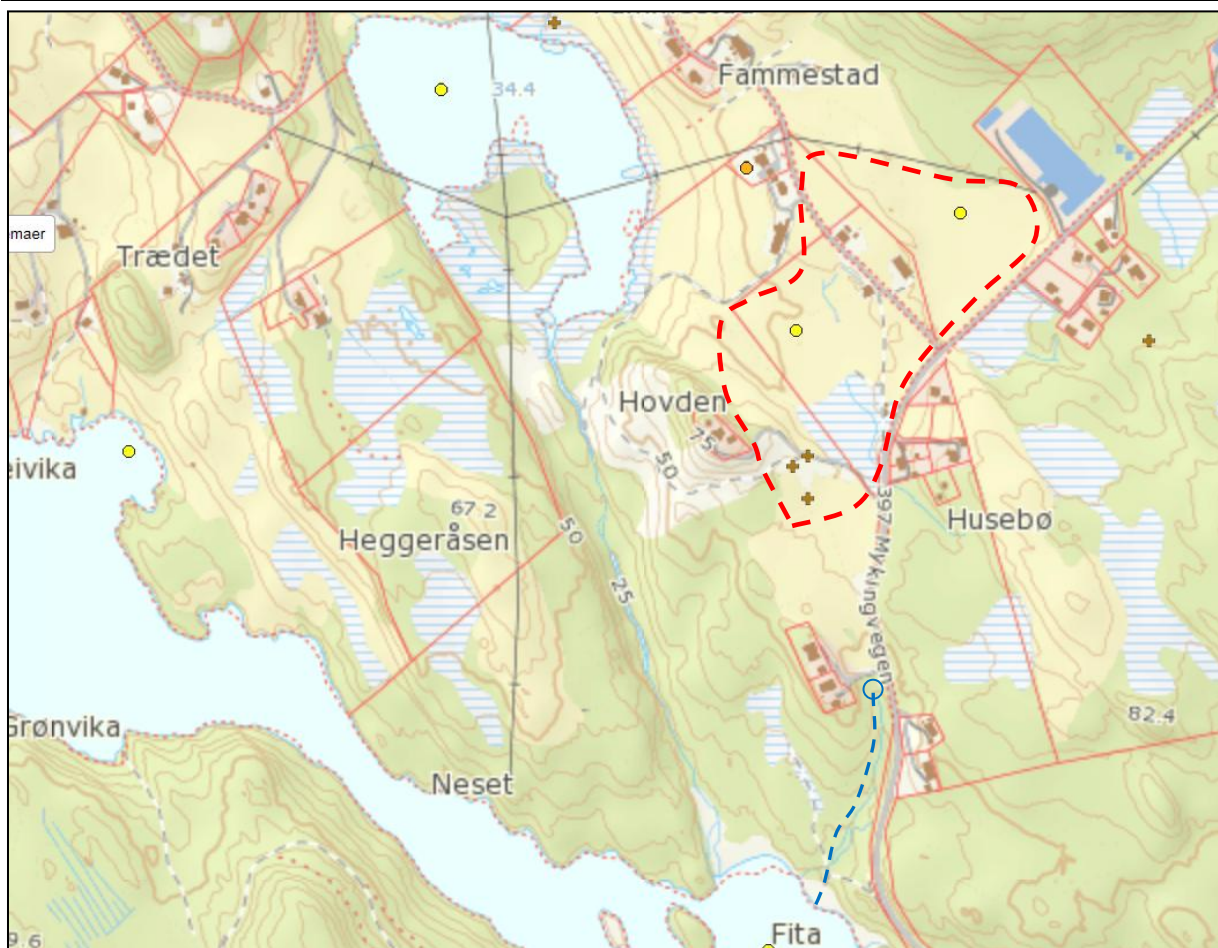 34.4
Fammestad
maer
Trædet
Hovden
75
50
eivika
67.2
Husebø
Heggeråsen
50
397 Mykingvegen
25
82.4
Grønvika
Neset
Fita
9.6